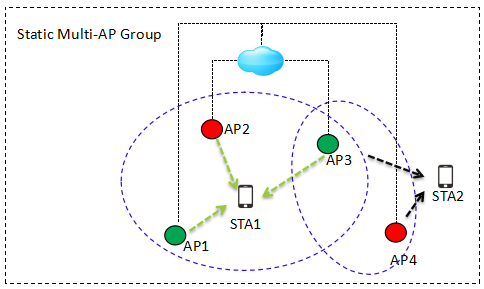 Static Multi-AP Group
AP2
AP3
STA1
STA2
AP1
AP4